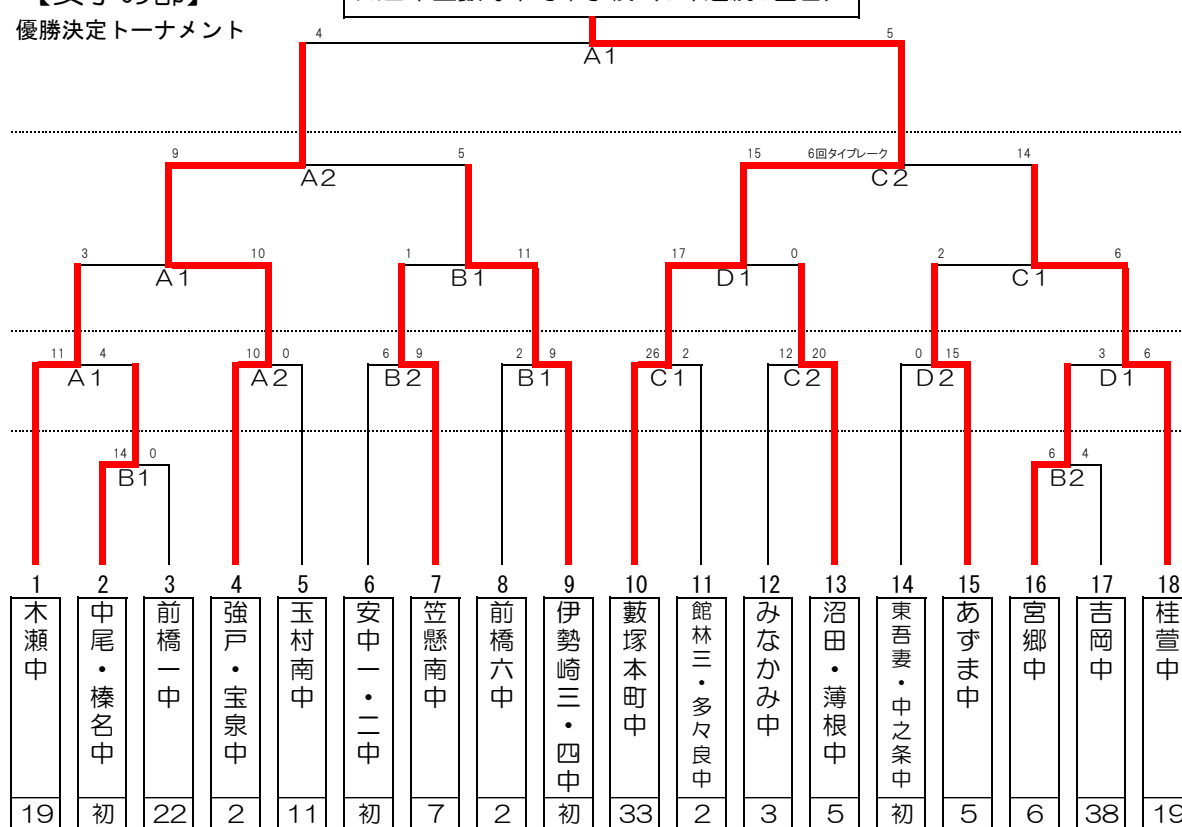 優勝決定トーナメント
4 5
A1
9 5 15 6回タイブレーク 14
A2 C2
3 10 1 11 17 0 2 6
A1 B1 D1 C1
11 4 10 0 6 9 2 9 26 2 12 20 0 15 3 6
A1 A2 B2 B1 C1 C2 D2 D1
14 0 6 4
B1 B2
1 2 3 4 5 6 7 8 9 10 11 12 13 14 15 16 17 18
木瀬中
中尾・榛名中
前橋一中
強戸・宝泉中
玉村南中
安中一・二中
笠懸南中
前橋六中
伊勢崎三・四中
藪塚本町中
館林三・多々良中
みなかみ中
沼田・薄根中
東吾妻・中之条中
あずま中
宮郷中
吉岡中
桂萱中
19 初 22 2 11 初 7 2 初 33 2 3 5 初 5 6 38 19